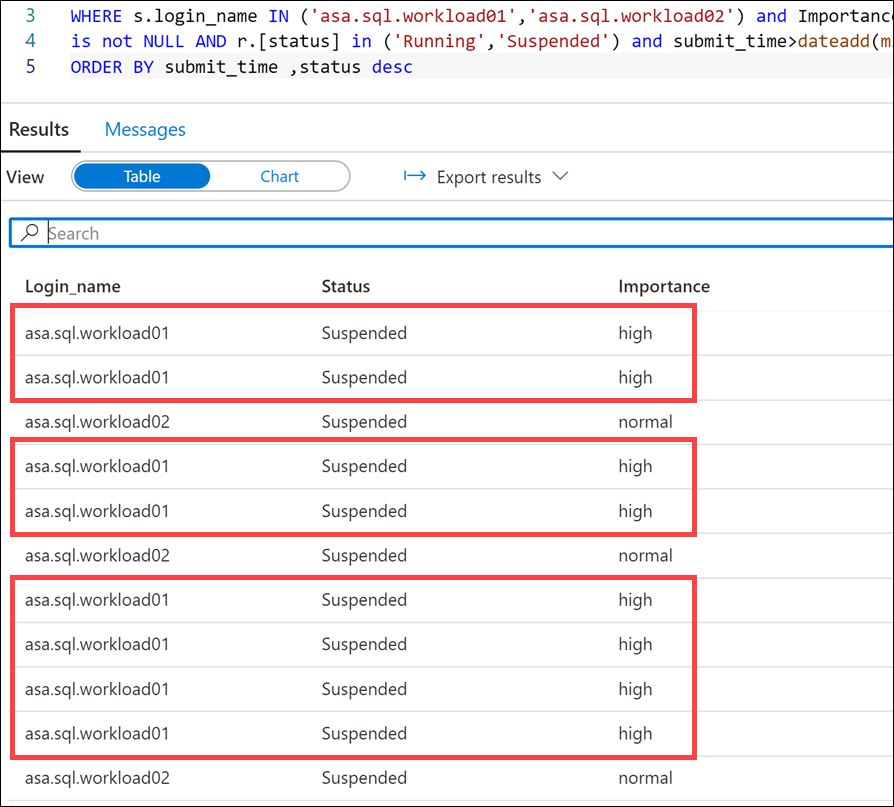 3 WHERE s.login_name IN ('asa.sql.workload01','asa.sql.workload02') and Importanc
4 is not NULL AND r.[status] in ('Running','Suspended') and submit_time>dateadd(m
5 ORDER BY submit_time ,status desc
Results Messages
View Table Chart Export results
Search
Login_name Status Importance
asa.sql.workload01 Suspended high
asa.sql.workload01 Suspended high
asa.sql.workload02 Suspended normal
asa.sql.workload01 Suspended high
asa.sql.workload01 Suspended high
asa.sql.workload02 Suspended normal
asa.sql.workload01 Suspended high
asa.sql.workload01 Suspended high
asa.sql.workload01 Suspended high
asa.sql.workload01 Suspended high
asa.sql.workload02 Suspended normal